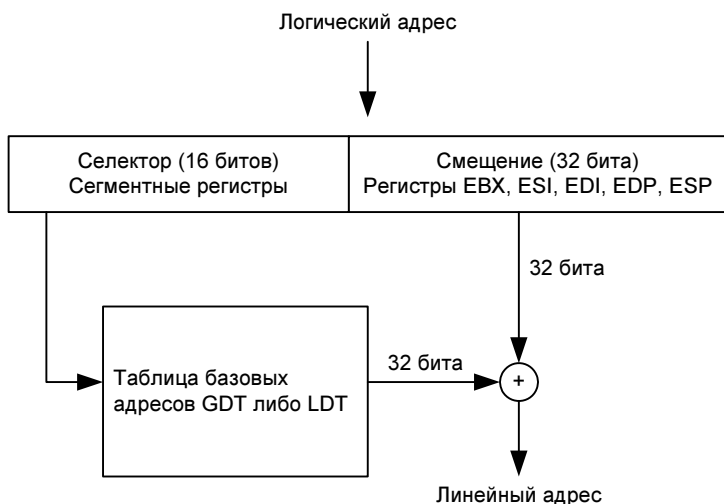 Логический адрес
Селектор (16 битов)
Сегментные регистры
Смещение (32 бита)
Регистры EBX, ESI, EDI, EDP, ESP
32 бита
Таблица базовых
адресов GDT либо LDT
32 бита
+
Линейный адрес